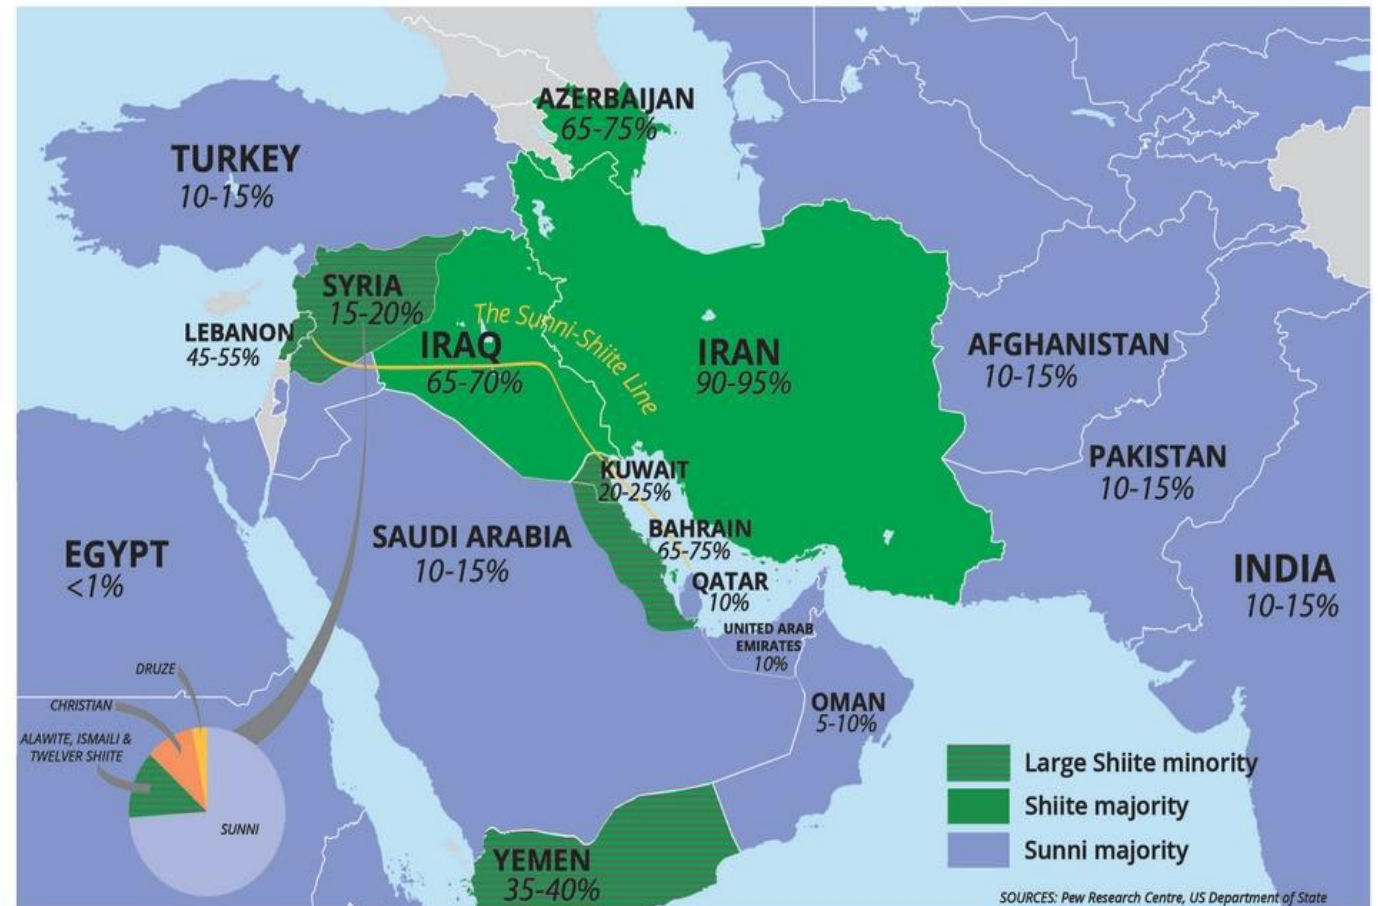 AZERBAIJAN
65-75%
TURKEY
10-15%
SYRIA
15-20%
The Sunni-Shiite Line
LEBANON
45-55%
IRAQ
65-70%
IRAN
90-95%
AFGHANISTAN
10-15%
PAKISTAN
10-15%
KUWAIT
20-25%
BAHRAIN
65-75%
SAUDI ARABIA
10-15%
EGYPT
<1%
QATAR
10%
INDIA
10-15%
UNITED ARAB
EMIRATES
10%
OMAN
5-10%
DRUZE
CHRISTIAN
ALAWITE, ISMAILI &
TWELVER SHIITE
SUNNI
YEMEN
35-40%
Large Shiite minority
Shiite majority
Sunni majority
SOURCES: Pew Research Centre, US Department of State